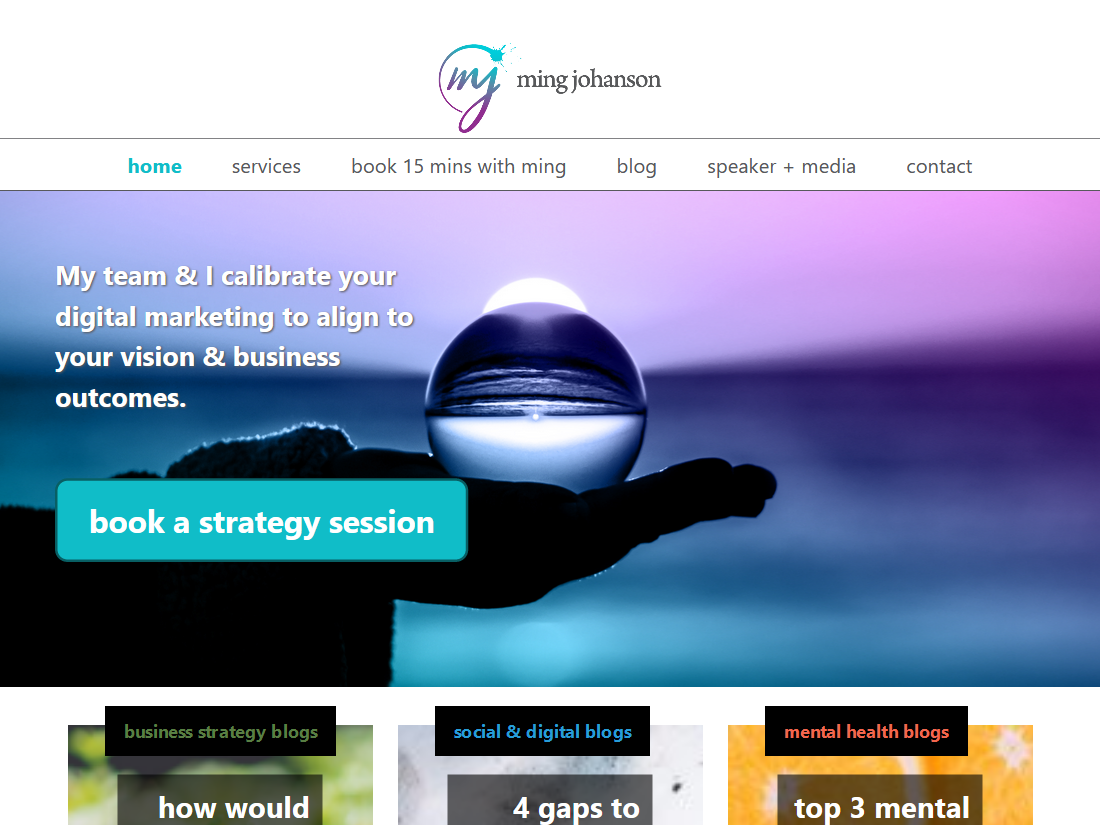 my ming johanson
home services book 15 mins with ming blog speaker + media contact
My team & I calibrate your
digital marketing to align to
your vision & business
outcomes.
book a strategy session
business strategy blogs
how would
social & digital blogs
4 gaps to
mental health blogs
top 3 mental